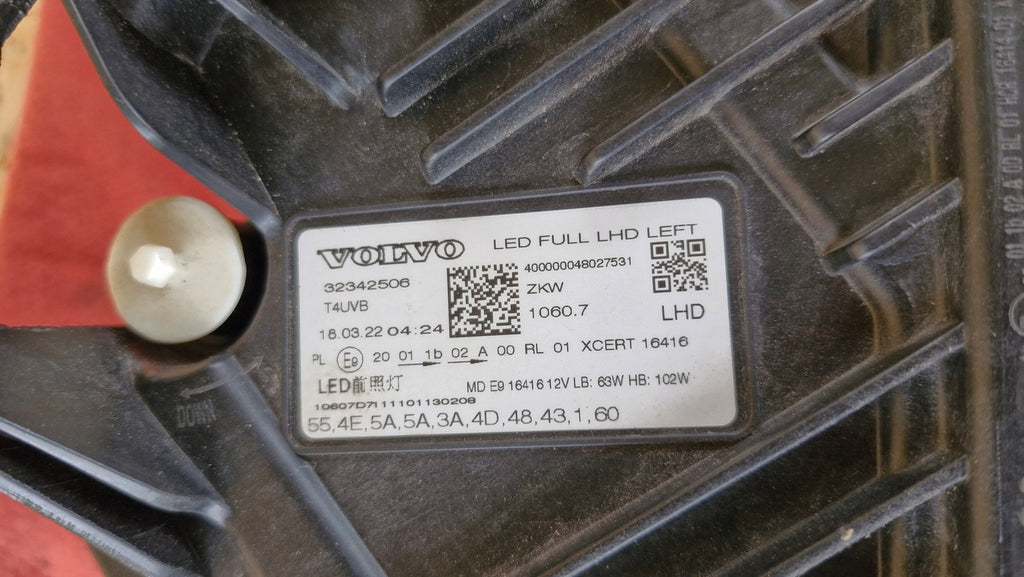 VOLVO LED FULL LHD LEFT
32342506 400000048027531
T4UVB ZKW
16.03.22 04:24 1060.7 LHD
PL E9 20 01 1b 02 A 00 RL 01 XCERT 16416
LED前照灯 MD E9 16416 12V LB: 63W HB: 102W
10607D7111101130208
55,4E,5A,5A,3A,4D,48,43,1,60
DOWN